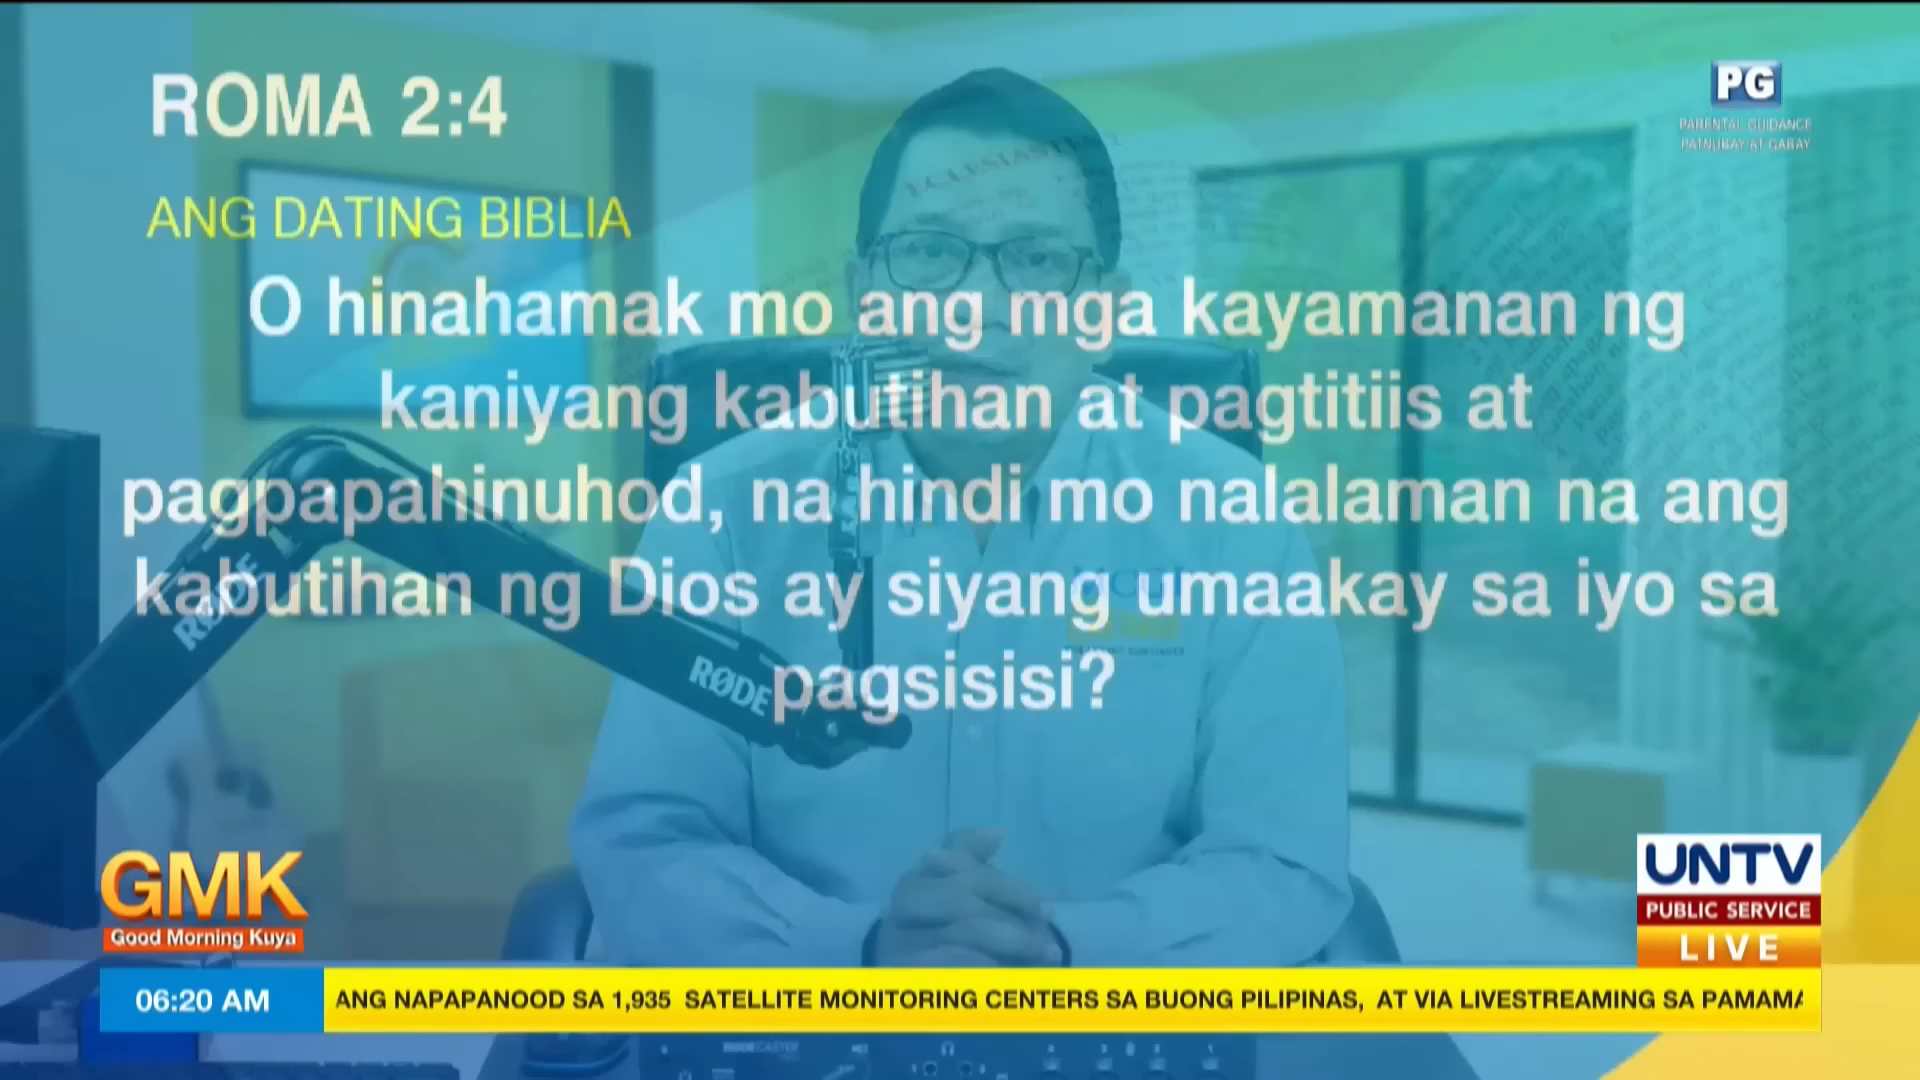 ROMA 2:4
PG
PARENTAL GUIDANCE
PATNUBAY AT GABAY
ECLESIASTES 2
ANG DATING BIBLIA
O hinahamak mo ang mga kayamanan ng
kaniyang kabutihan at pagtitiis at
pagpapahinuhod, na hindi mo nalalaman na ang
kabutihan ng Dios ay siyang umaakay sa iyo sa
pagsisisi?
RØDE
RØDE
GMK
Good Morning Kuya
UNTV
PUBLIC SERVICE
LIVE
06:20 AM
ANG NAPAPANOOD SA 1,935 SATELLITE MONITORING CENTERS SA BUONG PILIPINAS, AT VIA LIVESTREAMING SA PAMAMA